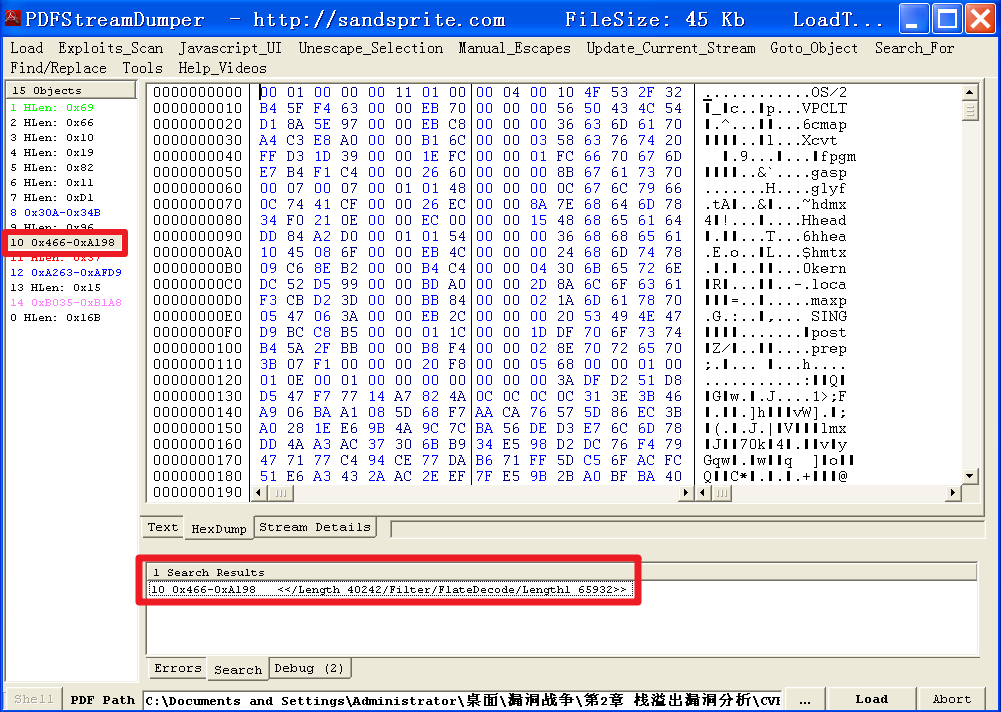 PDFStreamDumper - http://sandsprite.com FileSize: 45 Kb LoadT...
Load Exploits_Scan Javascript_UI Unescape_Selection Manual_Escapes Update_Current_Stream Goto_Object Search_For
Find/Replace Tools Help_Videos
15 Objects
1 HLen: 0x69
2 HLen: 0x66
3 HLen: 0x10
4 HLen: 0x19
5 HLen: 0x82
6 HLen: 0x11
7 HLen: 0xD1
8 0x30A-0x34B
9 HLen: 0x96
10 0x466-0xA198
11 HLen: 0x37
12 0xA263-0xAFD9
13 HLen: 0x15
14 0xB035-0xB1A8
0 HLen: 0x16B
0000000000 00 01 00 00 00 11 01 00 00 04 00 10 4F 53 2F 32 ............OS/2
0000000010 B4 5F F4 63 00 00 EB 70 00 00 00 56 50 43 4C 54
0000000020 D1 8A 5E 97 00 00 EB C8 00 00 00 36 63 6D 61 70
0000000030 A4 C3 E8 A0 00 00 B1 6C 00 00 03 58 63 76 74 20
0000000040 FF D3 1D 39 00 00 1E FC 00 00 01 FC 66 70 67 6D
0000000050 E7 B4 F1 C4 00 00 26 60 00 00 00 8B 67 61 73 70
0000000060 00 07 00 07 00 01 01 48 00 00 00 0C 67 6C 79 66 .......H....glyf
0000000070 0C 74 41 CF 00 00 26 EC 00 00 8A 7E 68 64 6D 78
0000000080 34 F0 21 0E 00 00 EC 00 00 00 15 48 68 65 61 64
0000000090 DD 84 A2 D0 00 01 01 54 00 00 00 36 68 68 65 61
00000000A0 10 45 08 6F 00 00 EB 4C 00 00 00 24 68 6D 74 78
00000000B0 09 C6 8E B2 00 00 B4 C4 00 00 04 30 6B 65 72 6E
00000000C0 DC 52 D5 99 00 00 BD A0 00 00 2D 8A 6C 6F 63 61
00000000D0 F3 CB D2 3D 00 00 BB 84 00 00 02 1A 6D 61 78 70
00000000E0 05 47 06 3A 00 00 EB 2C 00 00 00 20 53 49 4E 47 .G.:..., SING
00000000F0 D9 BC C8 B5 00 00 01 1C 00 00 1D DF 70 6F 73 74
0000000100 B4 5A 2F BB 00 00 B8 F4 00 00 02 8E 70 72 65 70
0000000110 3B 07 F1 00 00 00 20 F8 00 00 05 68 00 00 01 00
0000000120 01 0E 00 01 00 00 00 00 00 00 00 3A DF D2 51 D8
0000000130 D5 47 F7 77 14 A7 82 4A 0C 0C 0C 0C 31 3E 3B 46
0000000140 A9 06 BA A1 08 5D 68 F7 AA CA 76 57 5D 86 EC 3B
0000000150 A0 28 1E E6 9B 4A 9C 7C BA 56 DE D3 E7 6C 6D 78
0000000160 DD 4A A3 AC 37 30 6B B9 34 E5 98 D2 DC 76 F4 79
0000000170 47 71 77 C4 94 CE 77 DA B6 71 FF 5D C5 6F AC FC
0000000180 51 E6 A3 43 2A AC 2E EF 7F E5 9B 2B A0 BF BA 40
0000000190
Text HexDump Stream Details
1 Search Results
10 0x466-0xA198 <</Length 40242/Filter/FlateDecode/Length1 65932>>
Errors Search Debug (2)
Shell PDF Path C:\Documents and Settings\Administrator\桌面\漏洞战争\第2章 栈溢出漏洞分析\CVE ... Load Abort